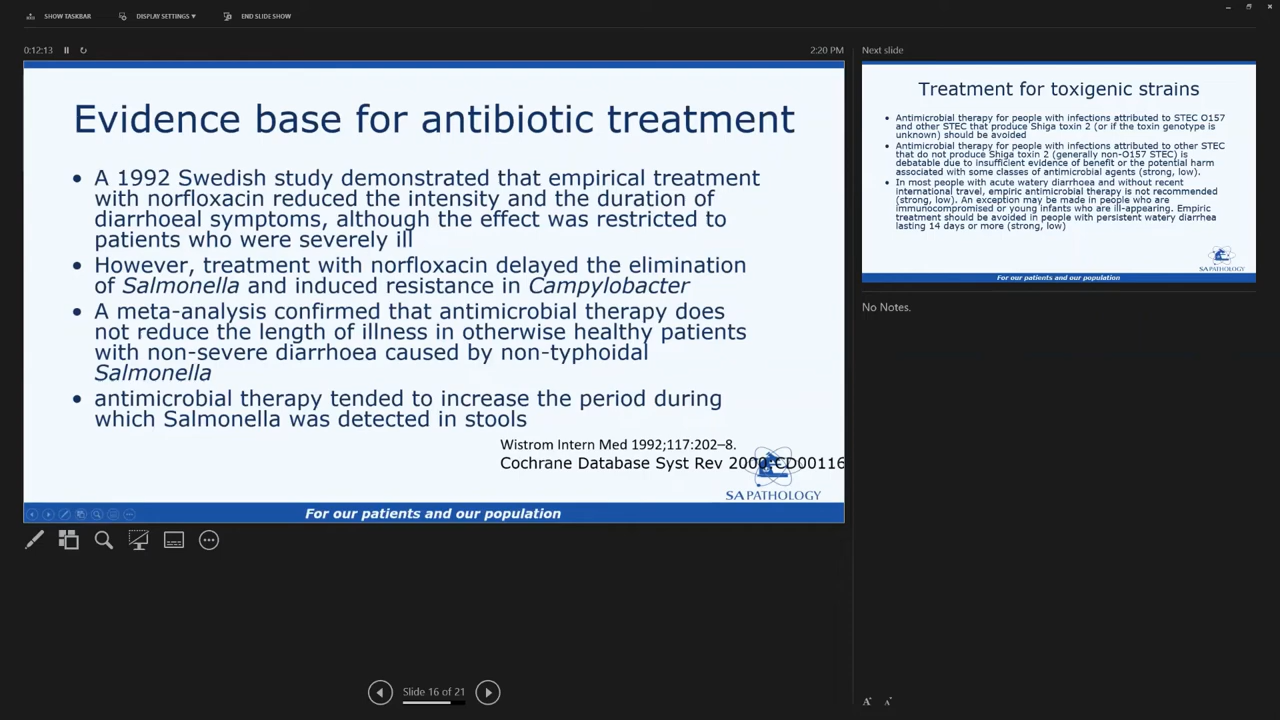 SHOW TASKBAR
DISPLAY SETTINGS ▾
END SLIDE SHOW
0:12:13
2:20 PM
Evidence base for antibiotic treatment
• A 1992 Swedish study demonstrated that empirical treatment
with norfloxacin reduced the intensity and the duration of
diarrhoeal symptoms, although the effect was restricted to
patients who were severely ill
• However, treatment with norfloxacin delayed the elimination
of Salmonella and induced resistance in Campylobacter
• A meta-analysis confirmed that antimicrobial therapy does
not reduce the length of illness in otherwise healthy patients
with non-severe diarrhoea caused by non-typhoidal
Salmonella
• antimicrobial therapy tended to increase the period during
which Salmonella was detected in stools
Wistrom Intern Med 1992;117:202–8.
Cochrane Database Syst Rev 2000:CD00116
SA PATHOLOGY
For our patients and our population
Slide 16 of 21
Next slide
Treatment for toxigenic strains
• Antimicrobial therapy for people with infections attributed to STEC O157
and other STEC that produce Shiga toxin 2 (or if the toxin genotype is
unknown) should be avoided
• Antimicrobial therapy for people with infections attributed to other STEC
that do not produce Shiga toxin 2 (generally non-O157 STEC) is
debatable due to insufficient evidence of benefit or the potential harm
associated with some classes of antimicrobial agents (strong, low).
• In most people with acute watery diarrhoea and without recent
international travel, empiric antimicrobial therapy is not recommended
(strong, low). An exception may be made in people who are
immunocompromised or young infants who are ill-appearing. Empiric
treatment should be avoided in people with persistent watery diarrhea
lasting 14 days or more (strong, low)
SA PATHOLOGY
For our patients and our population
No Notes.
A
A